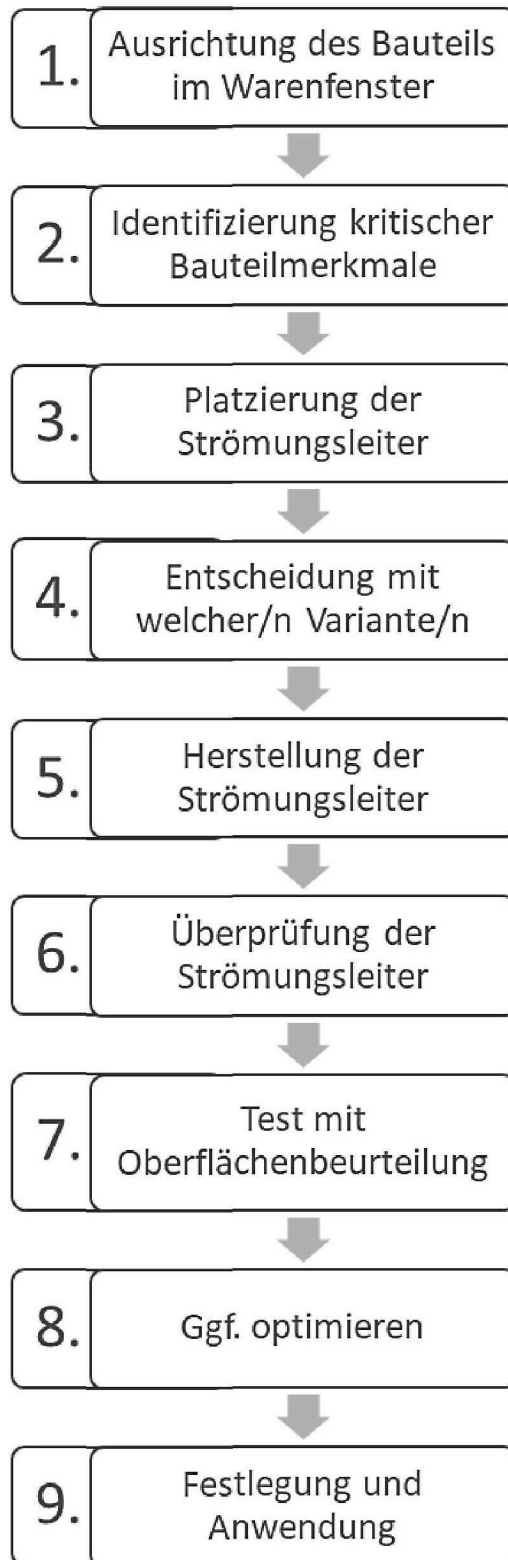 1. Ausrichtung des Bauteils
im Warenfenster
2. Identifizierung kritischer
Bauteilmerkmale
3. Platzierung der
Strömungsleiter
4. Entscheidung mit
welcher/n Variante/n
5. Herstellung der
Strömungsleiter
6. Überprüfung der
Strömungsleiter
7. Test mit
Oberflächenbeurteilung
8. Ggf. optimieren
9. Festlegung und
Anwendung